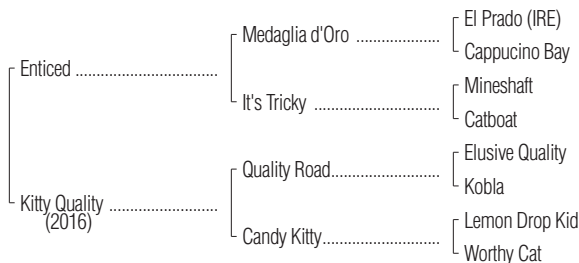 El Prado (IRE)
Medaglia d'Oro ....................
Cappucino Bay
Enticed ..................................
Mineshaft
It's Tricky ..............................
Catboat
Elusive Quality
Quality Road..........................
Kobla
Kitty Quality ..........................
(2016)
Lemon Drop Kid
Candy Kitty............................
Worthy Cat